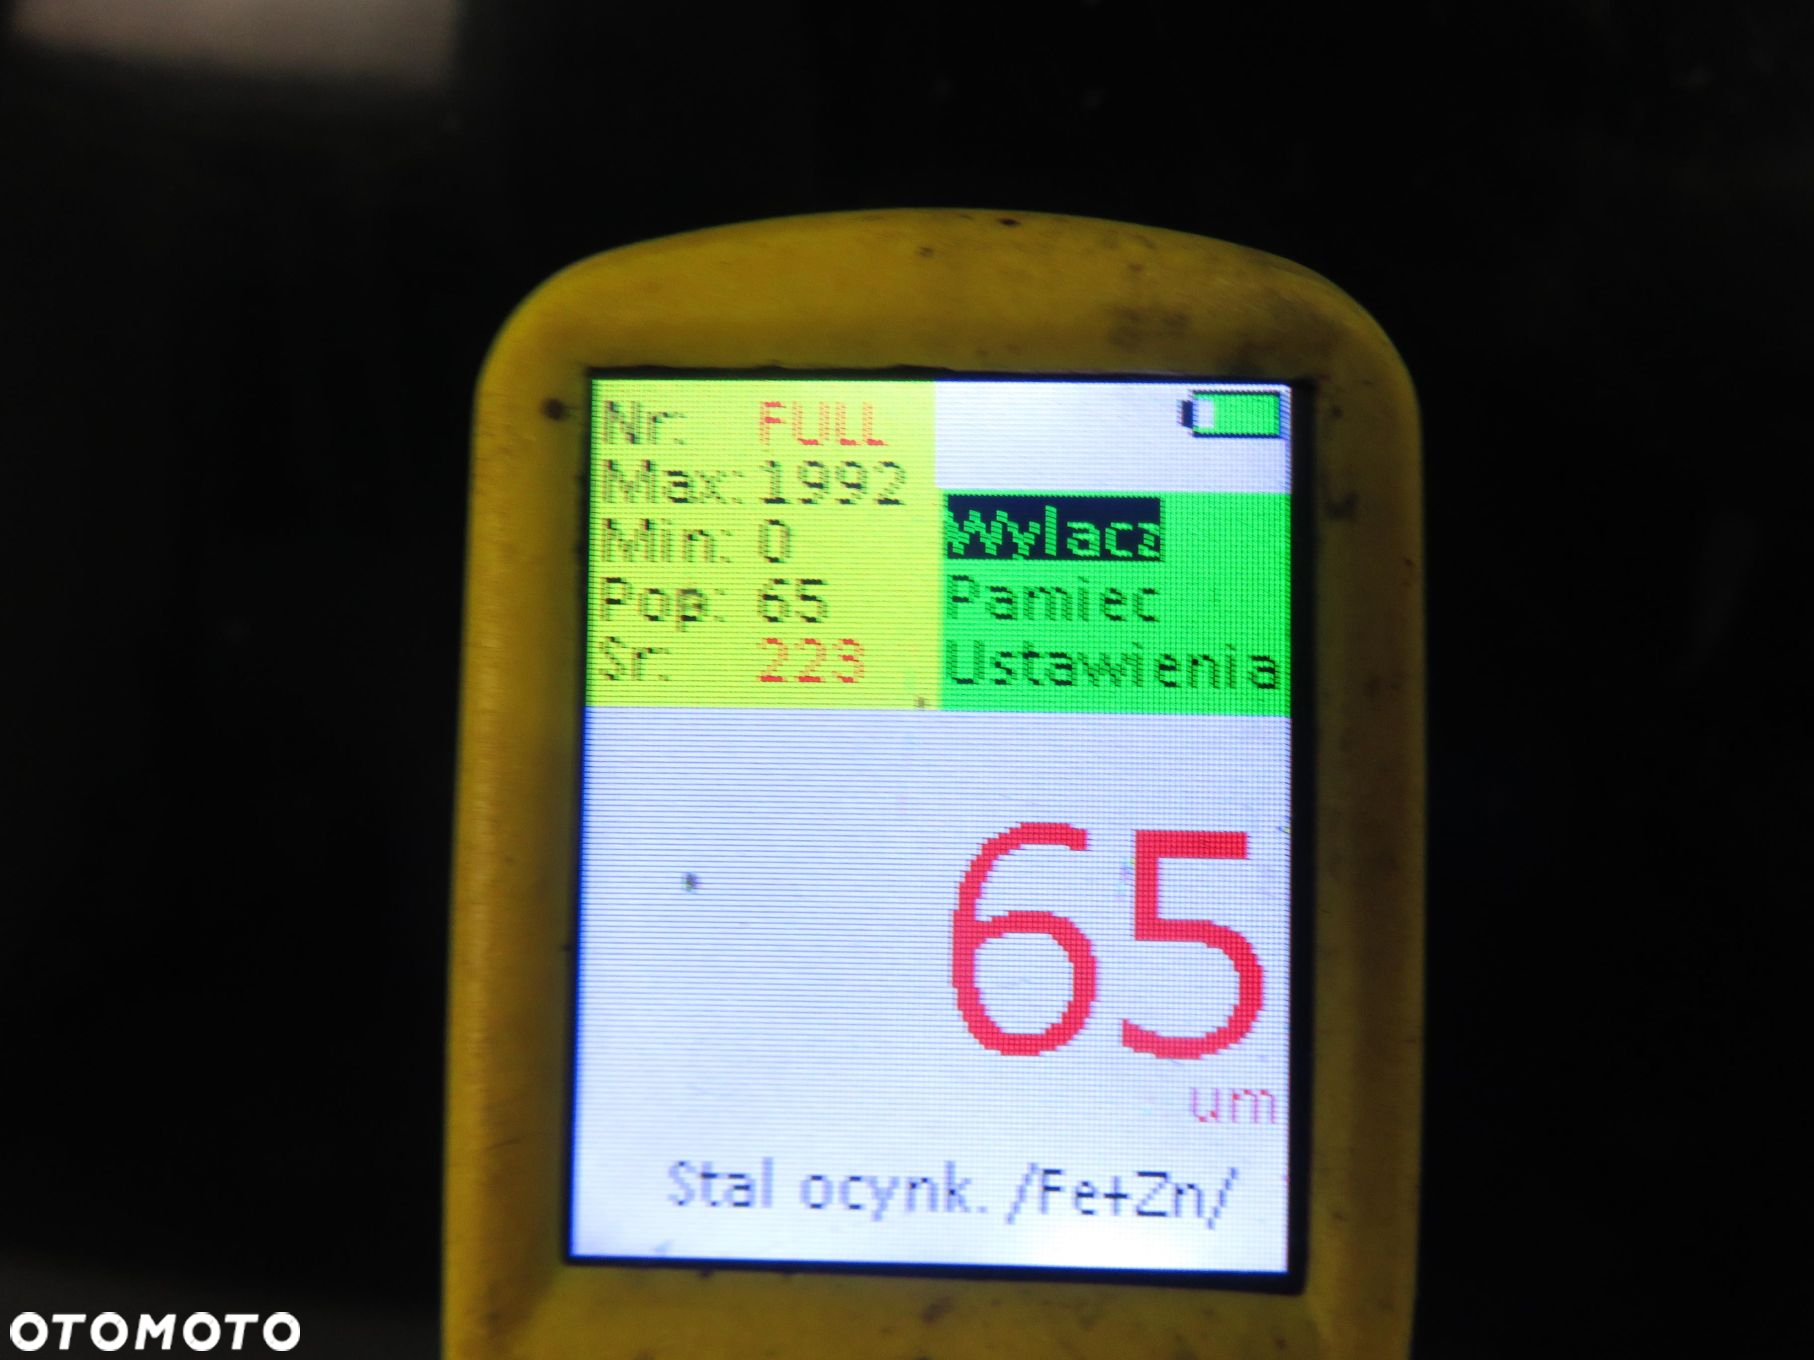 Nr: FULL
Max: 1992
Min: 0
Pop: 65
Sr: 223
Wylacz
Pamiec
Ustawienia
65
um
Stal ocynk. /Fe+Zn/
OTOMOTO